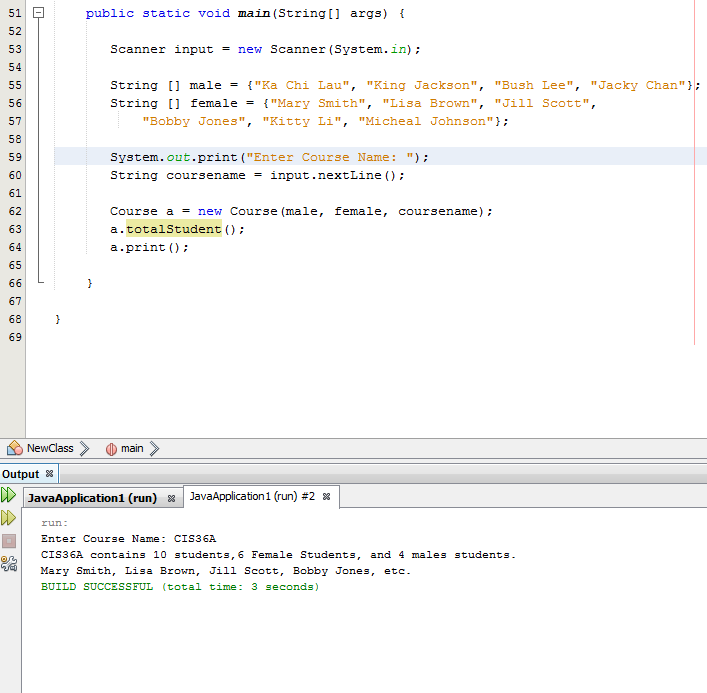 51 public static void main(String[] args) {
52
53 Scanner input = new Scanner(System.in);
54
55 String [] male = {"Ka Chi Lau", "King Jackson", "Bush Lee", "Jacky Chan"};
56 String [] female = {"Mary Smith", "Lisa Brown", "Jill Scott",
57 "Bobby Jones", "Kitty Li", "Micheal Johnson"};
58
59 System.out.print("Enter Course Name: ");
60 String coursename = input.nextLine();
61
62 Course a = new Course(male, female, coursename);
63 a.totalStudent();
64 a.print();
65
66 }
67
68 }
69
NewClass main
Output
JavaApplication1 (run) JavaApplication1 (run) #2
run:
Enter Course Name: CIS36A
CIS36A contains 10 students,6 Female Students, and 4 males students.
Mary Smith, Lisa Brown, Jill Scott, Bobby Jones, etc.
BUILD SUCCESSFUL (total time: 3 seconds)